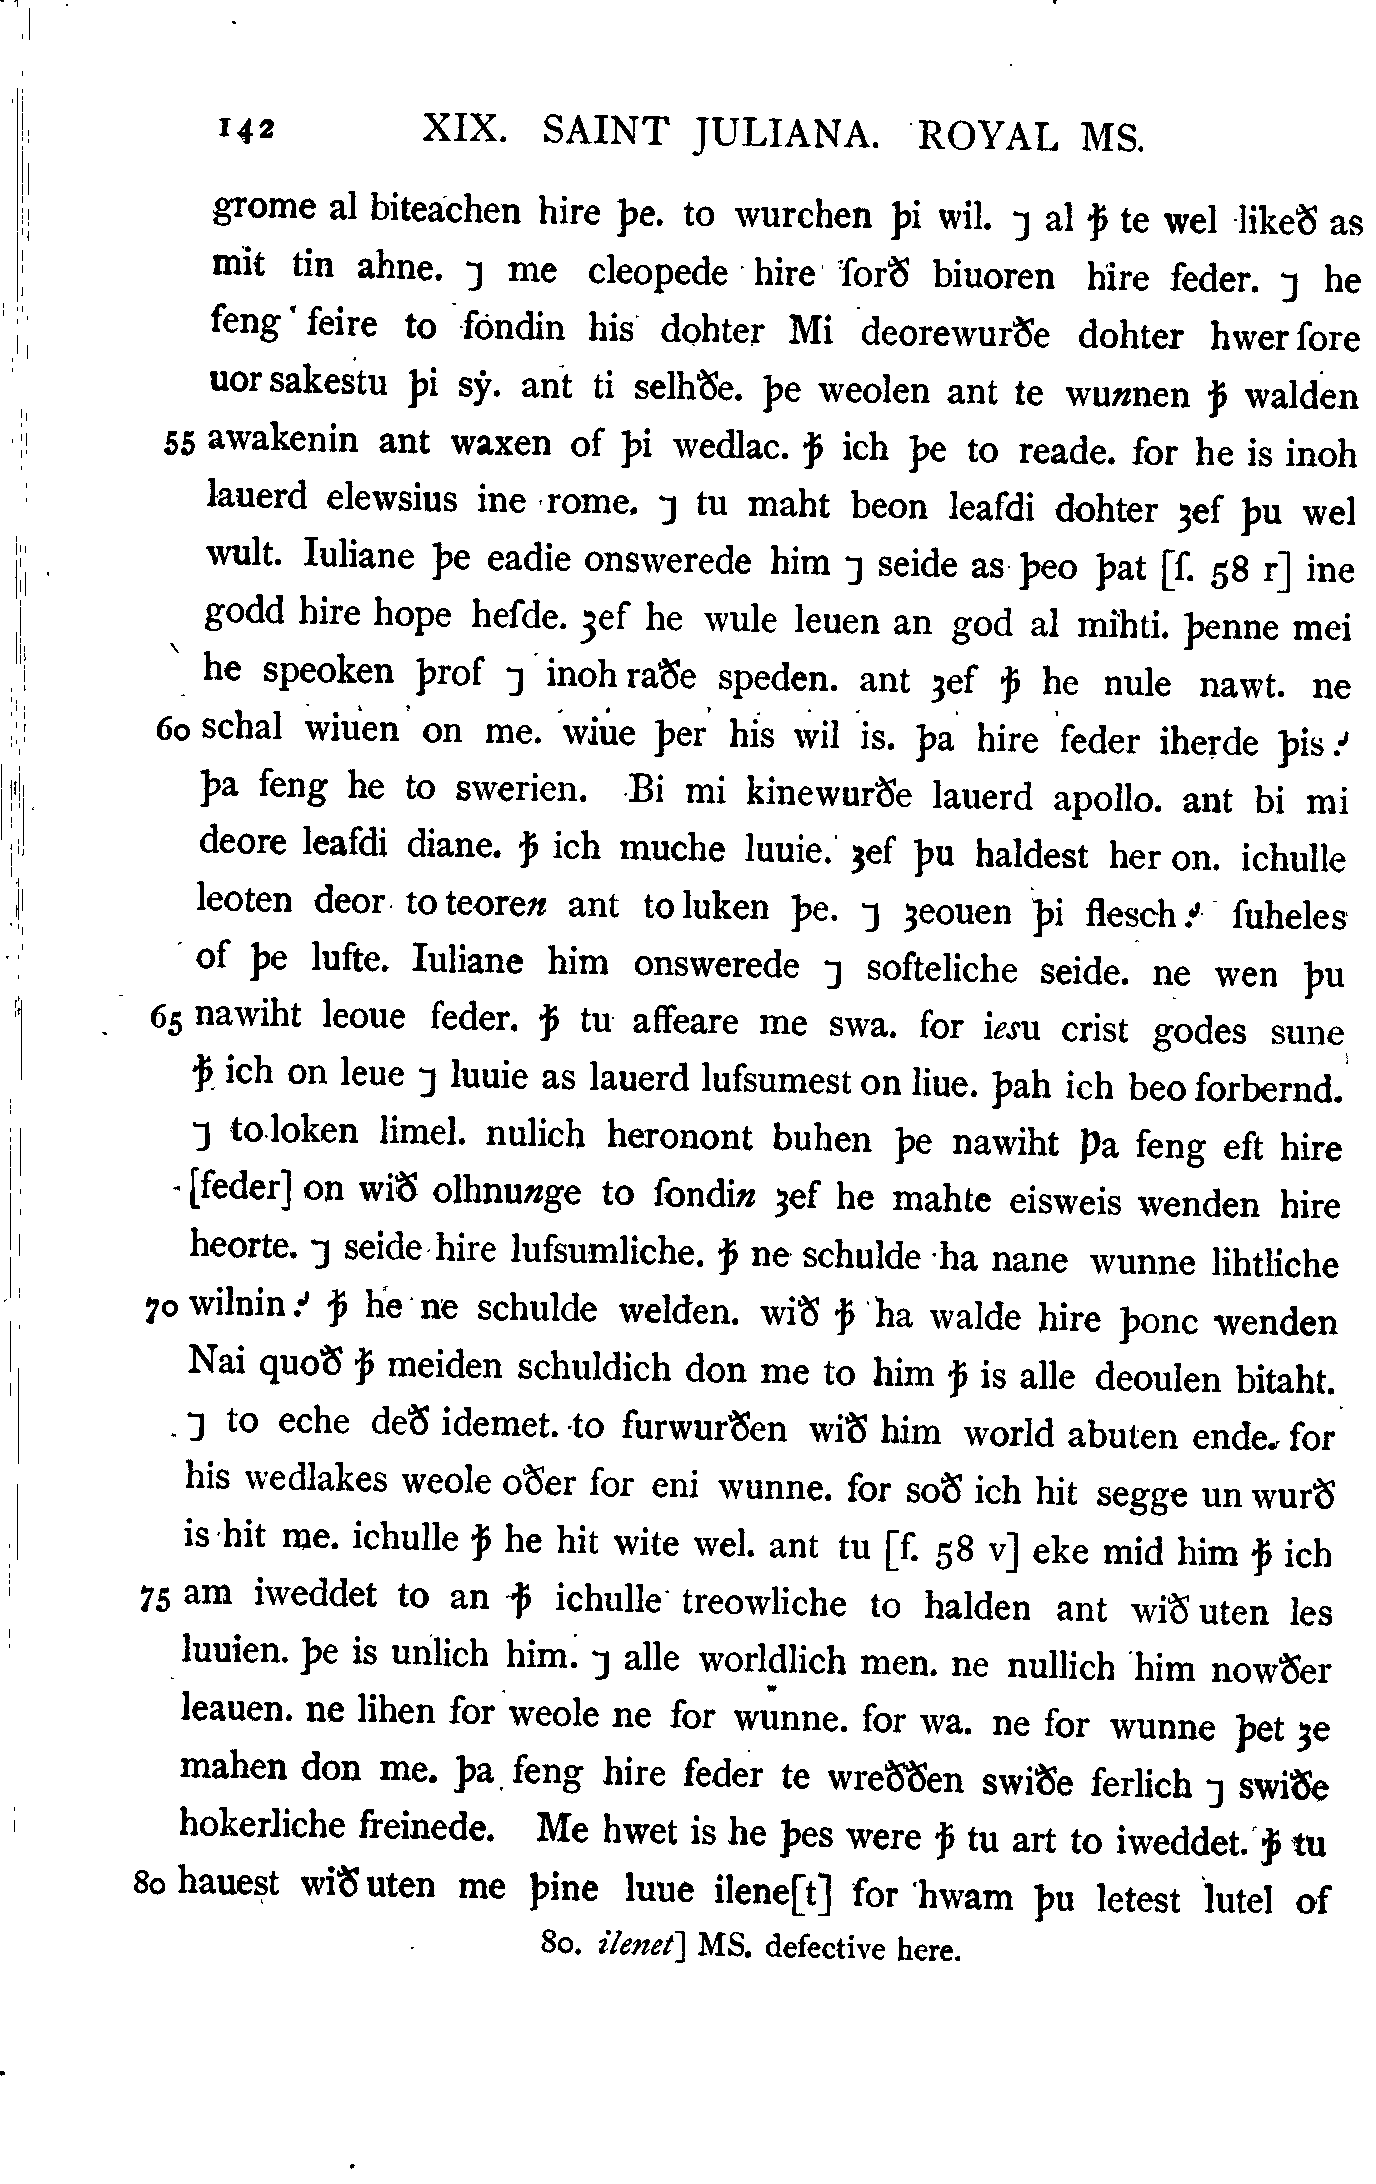 142 XIX. SAINT JULIANA. ROYAL MS.
grome al biteachen hire þe. to wurchen þi wil. ⁊ al ꝥ te wel likeð as
mit tin ahne. ⁊ me cleopede hire forð biuoren hire feder. ⁊ he
feng feire to fondin his dohter Mi deorewurðe dohter hwer fore
uor sakestu þi sẏ. ant ti selhðe. þe weolen ant te wunnen ꝥ walden
55 awakenin ant waxen of þi wedlac. ꝥ ich þe to reade. for he is inoh
lauerd elewsius ine rome. ⁊ tu maht beon leafdi dohter ȝef þu wel
wult. Iuliane þe eadie onswerede him ⁊ seide as þeo þat [f. 58 r] ine
godd hire hope hefde. ȝef he wule leuen an god al mihti. þenne mei
he speoken þrof ⁊ inoh raðe speden. ant ȝef ꝥ he nule nawt. ne
60 schal wiuen on me. wiue þer his wil is. þa hire feder iherde þis ⸵
þa feng he to swerien. Bi mi kinewurðe lauerd apollo. ant bi mi
deore leafdi diane. ꝥ ich muche luuie. ȝef þu haldest her on. ichulle
leoten deor to teoren ant to luken þe. ⁊ ȝeouen þi flesch ⸵ fuheles
of þe lufte. Iuliane him onswerede ⁊ softeliche seide. ne wen þu
65 nawiht leoue feder. ꝥ tu affeare me swa. for iesu crist godes sune
ꝥ ich on leue ⁊ luuie as lauerd lufsumest on liue. þah ich beo forbernd.
⁊ to loken limel. nulich heronont buhen þe nawiht Þa feng eft hire
[feder] on wið olhnunge to fondin ȝef he mahte eisweis wenden hire
heorte. ⁊ seide hire lufsumliche. ꝥ ne schulde ha nane wunne lihtliche
70 wilnin ⸵ ꝥ he ne schulde welden. wið ꝥ ha walde hire þonc wenden
Nai quoð ꝥ meiden schuldich don me to him ꝥ is alle deoulen bitaht.
⁊ to eche deð idemet. to furwurðen wið him world abuten ende. for
his wedlakes weole oðer for eni wunne. for soð ich hit segge un wurð
is hit me. ichulle ꝥ he hit wite wel. ant tu [f. 58 v] eke mid him ꝥ ich
75 am iweddet to an ꝥ ichulle treowliche to halden ant wið uten les
luuien. þe is unlich him. ⁊ alle worldlich men. ne nullich him nowðer
leauen. ne lihen for weole ne for wunne. for wa. ne for wunne þet ȝe
mahen don me. þa feng hire feder te wreððen swiðe ferlich ⁊ swiðe
hokerliche freinede. Me hwet is he þes were ꝥ tu art to iweddet. ꝥ tu
80 hauest wið uten me þine luue ilene[t] for hwam þu letest lutel of
80. ilenet] MS. defective here.